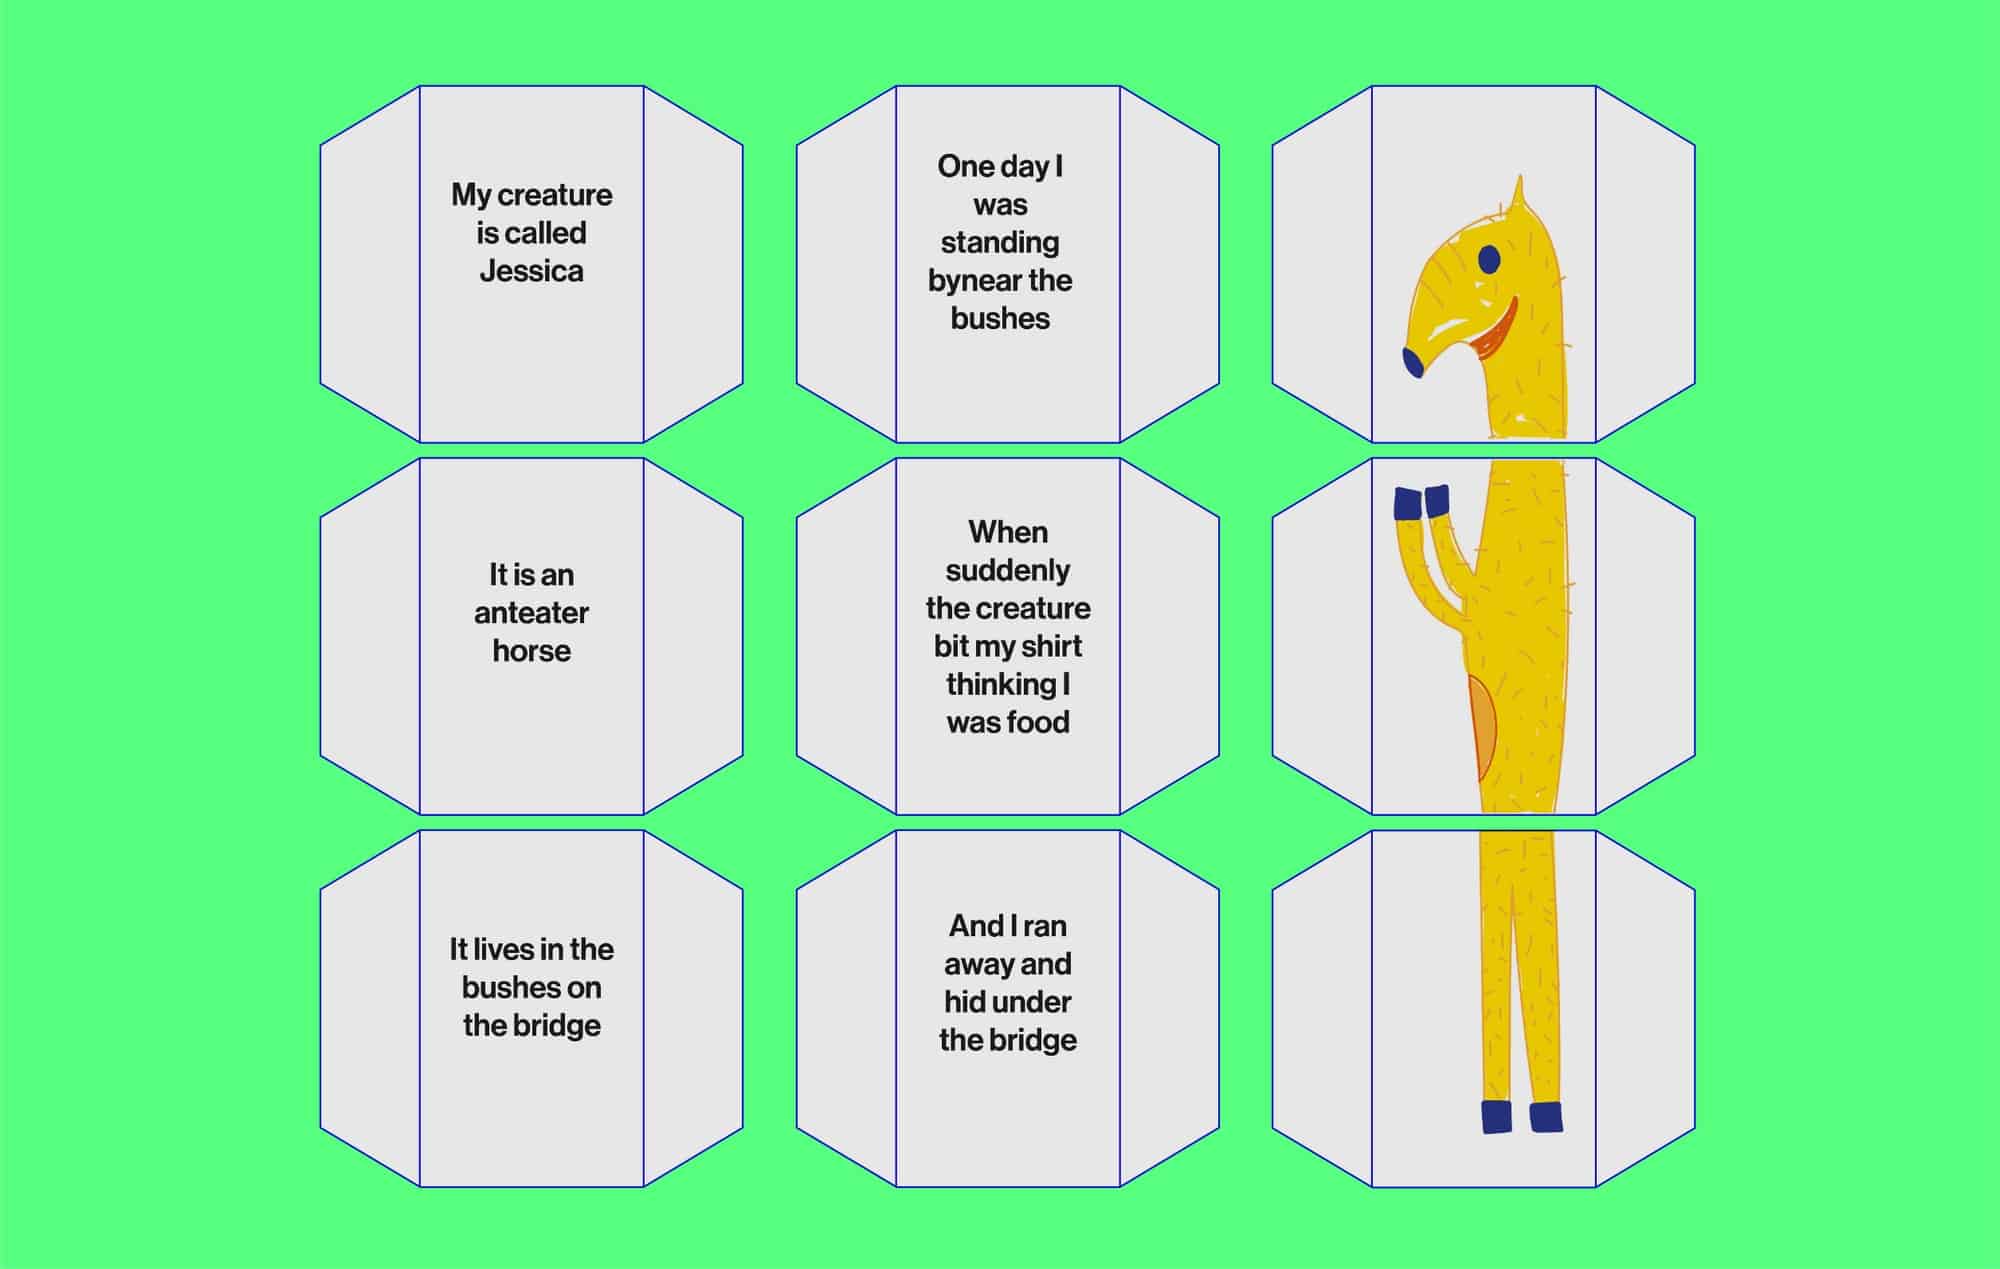 My creature
is called
Jessica
It is an
anteater
horse
It lives in the
bushes on
the bridge
One day I
was
standing
bynear the
bushes
When
suddenly
the creature
bit my shirt
thinking I
was food
And I ran
away and
hid under
the bridge